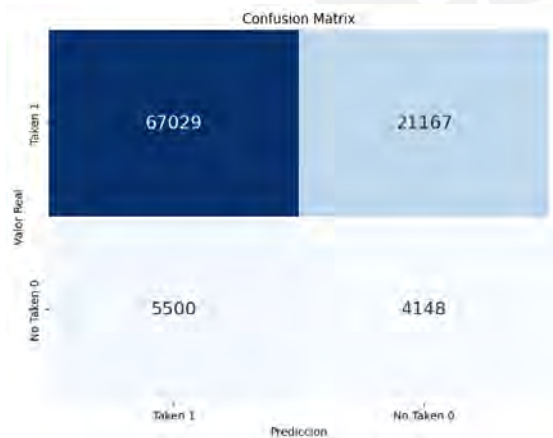 Confusion Matrix
Taken 1
67029
21167
Valor Real
No Taken 0
5500
4148
Taken 1
No Taken 0
Prediccion